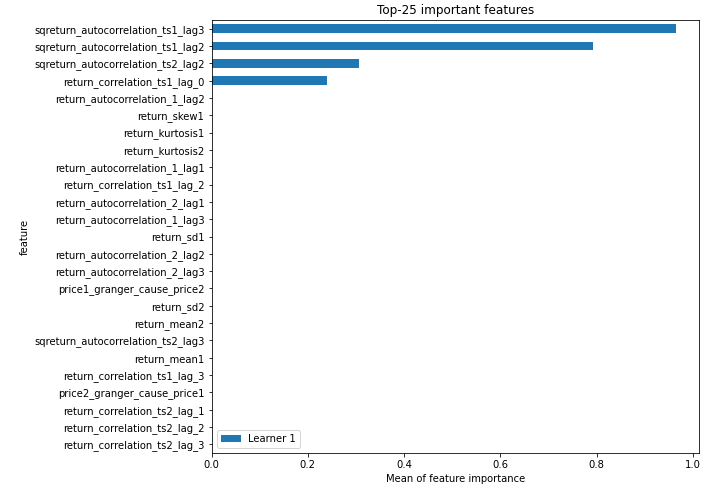 Top-25 important features
sqreturn_autocorrelation_ts1_lag3
sqreturn_autocorrelation_ts1_lag2
sqreturn_autocorrelation_ts2_lag2
return_correlation_ts1_lag_0
return_autocorrelation_1_lag2
return_skew1
return_kurtosis1
return_kurtosis2
return_autocorrelation_1_lag1
return_correlation_ts1_lag_2
return_autocorrelation_2_lag1
return_autocorrelation_1_lag3
return_sd1
return_autocorrelation_2_lag2
return_autocorrelation_2_lag3
price1_granger_cause_price2
return_sd2
return_mean2
sqreturn_autocorrelation_ts2_lag3
return_mean1
return_correlation_ts1_lag_3
price2_granger_cause_price1
return_correlation_ts2_lag_1
return_correlation_ts2_lag_2
return_correlation_ts2_lag_3
feature
Learner 1
0.0 0.2 0.4 0.6 0.8 1.0
Mean of feature importance